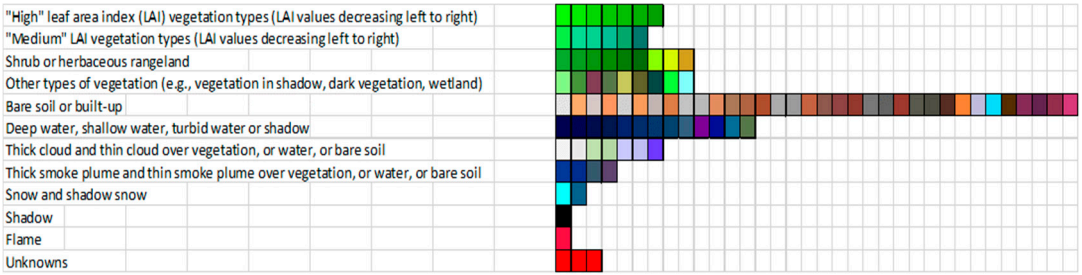 "High" leaf area index (LAI) vegetation types (LAI values decreasing left to right)
"Medium" LAI vegetation types (LAI values decreasing left to right)
Shrub or herbaceous rangeland
Other types of vegetation (e.g., vegetation in shadow, dark vegetation, wetland)
Bare soil or built-up
Deep water, shallow water, turbid water or shadow
Thick cloud and thin cloud over vegetation, or water, or bare soil
Thick smoke plume and thin smoke plume over vegetation, or water, or bare soil
Snow and shadow snow
Shadow
Flame
Unknowns